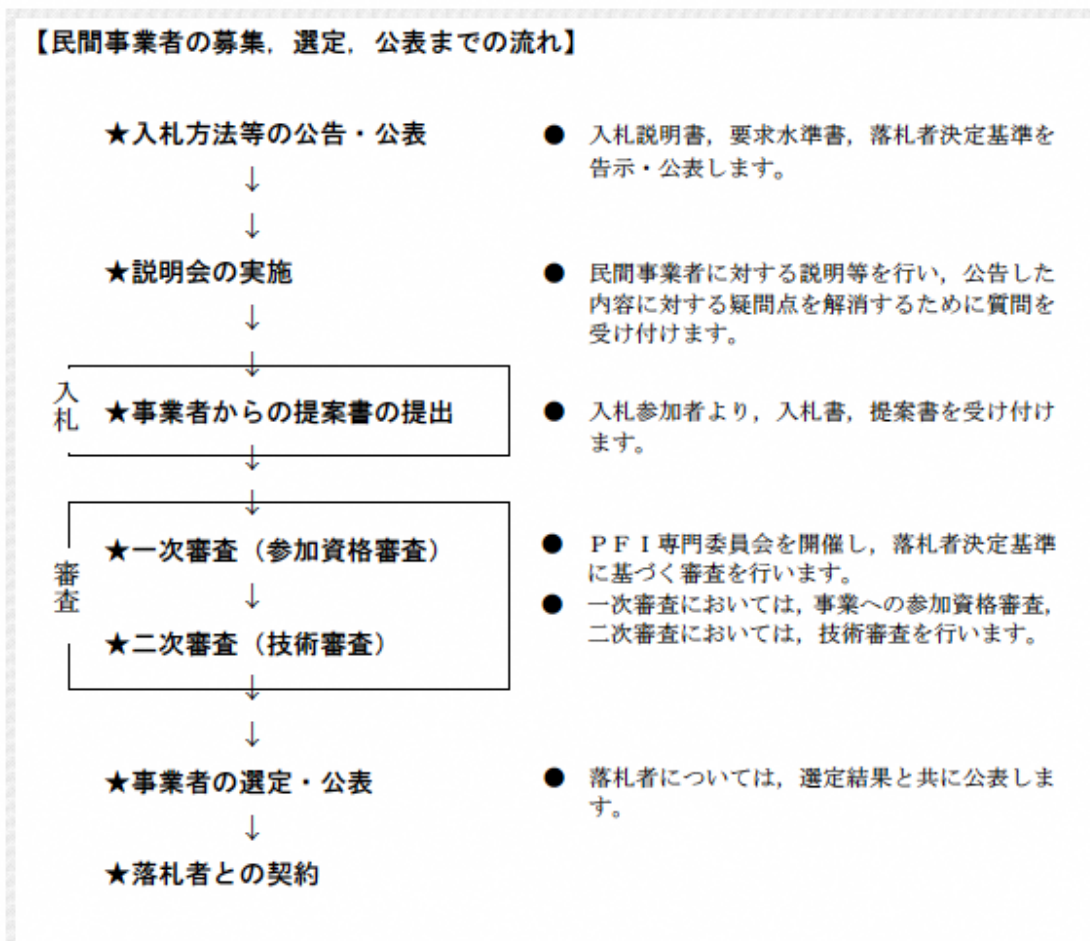 【民間事業者の募集，選定，公表までの流れ】
★入札方法等の公告・公表
● 入札説明書，要求水準書，落札者決定基準を
告示・公表します。
↓
↓
★説明会の実施
● 民間事業者に対する説明等を行い，公告した
内容に対する疑問点を解消するために質問を
受け付けます。
↓
↓
入札
★事業者からの提案書の提出
● 入札参加者より，入札書，提案書を受け付け
ます。
↓
↓
審査
★一次審査（参加資格審査）
● ＰＦＩ専門委員会を開催し，落札者決定基準
に基づく審査を行います。
↓
● 一次審査においては，事業への参加資格審査，
二次審査においては，技術審査を行います。
★二次審査（技術審査）
↓
↓
★事業者の選定・公表
● 落札者については，選定結果と共に公表しま
す。
↓
★落札者との契約